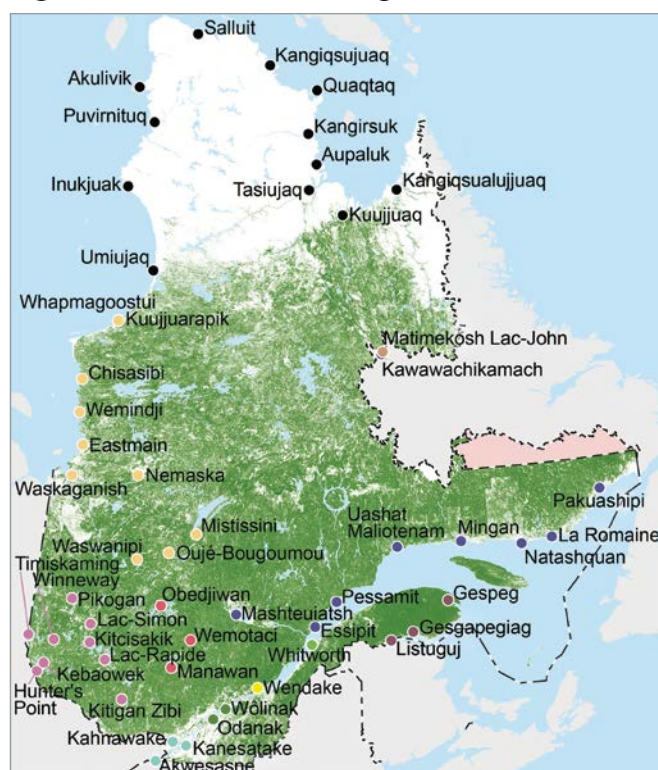 Salluit
Kangiqsujuaq
Akulivik
Quaqtaq
Puvirnituq
Kangirsuk
Aupaluk
Inukjuak
Tasiujaq
Kangiqsualujjuaq
Kuujjuaq
Umiujaq
Whapmagoostui
Kuujjuarapik
Matimekosh Lac-John
Kawawachikamach
Chisasibi
Wemindji
Eastmain
Waskaganish
Nemaska
Pakuashipi
Mistissini
Uashat
Maliotenam
Mingan
La Romaine
Natashquan
Waswanipi
Oujé-Bougoumou
Timiskaming
Winneway
Pikogan
Obedjiwan
Mashteuiatsh
Pessamit
Gespeg
Lac-Simon
Kitcisakik
Wemotaci
Essipit
Gesgapegiag
Whitworth
Listuguj
Lac-Rapide
Kebaowek
Manawan
Hunter's
Point
Wendake
Kitigan Zibi
Wôlinak
Odanak
Kahnawake
Kanesatake
Akwesasne